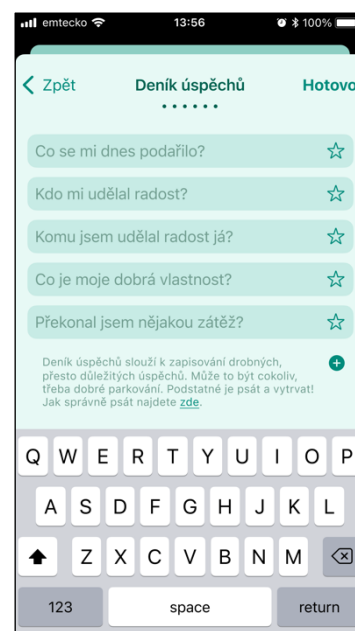 emtecko 13:56 100%
Zpět Deník úspěchů Hotovo
Co se mi dnes podařilo?
Kdo mi udělal radost?
Komu jsem udělal radost já?
Co je moje dobrá vlastnost?
Překonal jsem nějakou zátěž?
Deník úspěchů slouží k zapisování drobných,
přesto důležitých úspěchů. Může to být cokoliv,
třeba dobré parkování. Podstatné je psát a vytrvat!
Jak správně psát najdete zde.
Q W E R T Y U I O P
A S D F G H J K L
Z X C V B N M
123 space return